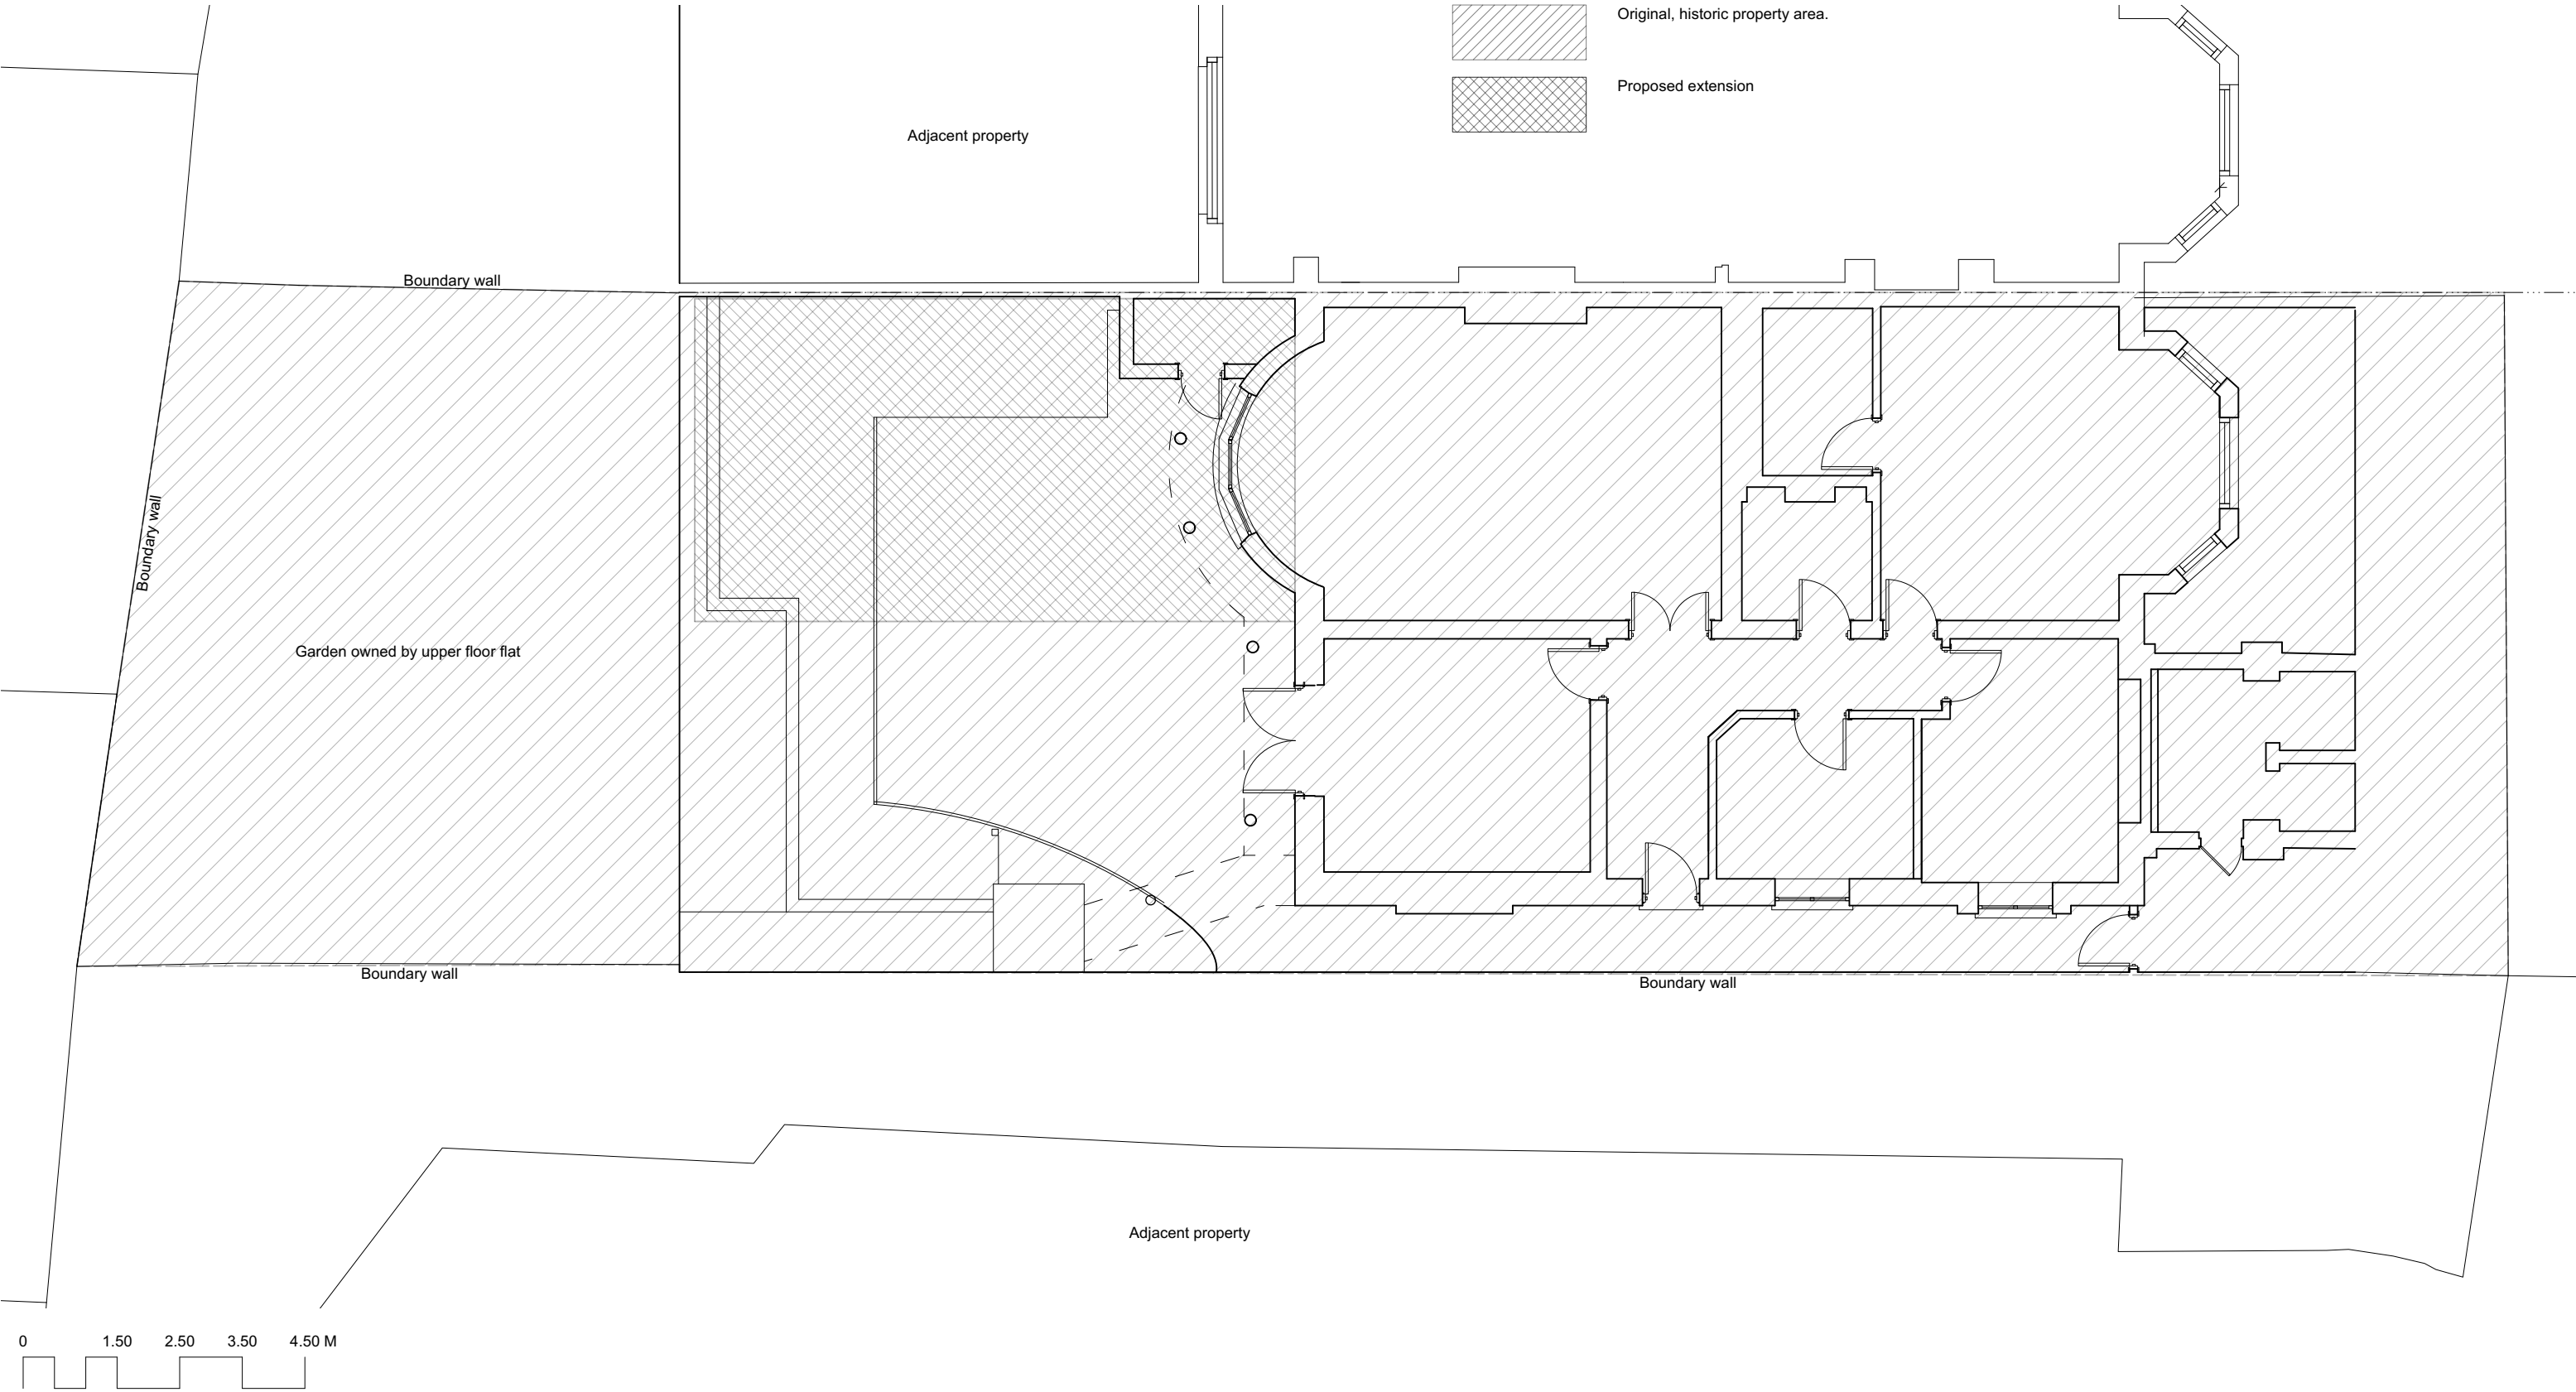 Original, historic property area.
Proposed extension
Adjacent property
Boundary wall
Boundary wall
Garden owned by upper floor flat
Boundary wall
Boundary wall
Adjacent property
0 1.50 2.50 3.50 4.50 M